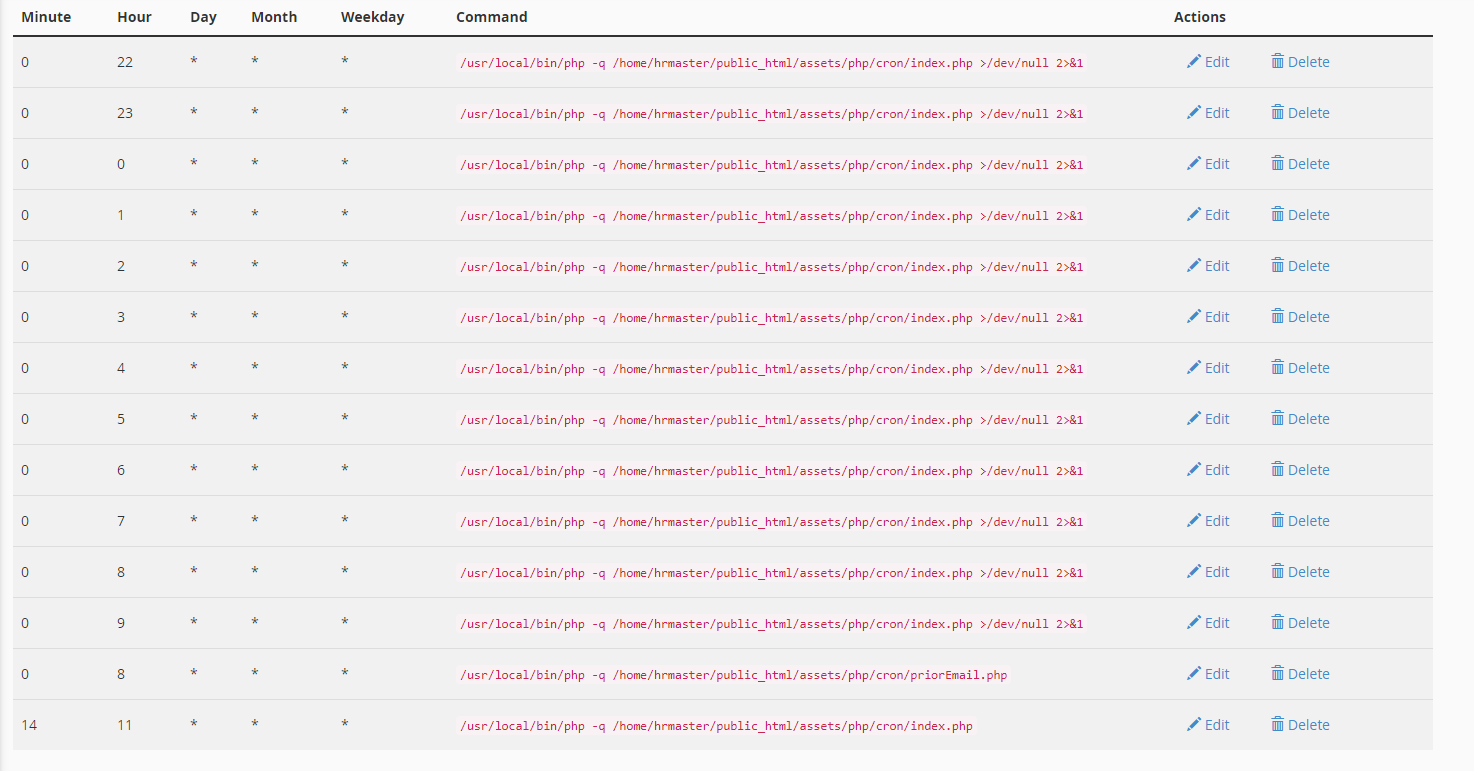 Minute Hour Day Month Weekday Command Actions
0 22 * * * /usr/local/bin/php -q /home/hrmaster/public_html/assets/php/cron/index.php >/dev/null 2>&1 Edit Delete
0 23 * * * /usr/local/bin/php -q /home/hrmaster/public_html/assets/php/cron/index.php >/dev/null 2>&1 Edit Delete
0 0 * * * /usr/local/bin/php -q /home/hrmaster/public_html/assets/php/cron/index.php >/dev/null 2>&1 Edit Delete
0 1 * * * /usr/local/bin/php -q /home/hrmaster/public_html/assets/php/cron/index.php >/dev/null 2>&1 Edit Delete
0 2 * * * /usr/local/bin/php -q /home/hrmaster/public_html/assets/php/cron/index.php >/dev/null 2>&1 Edit Delete
0 3 * * * /usr/local/bin/php -q /home/hrmaster/public_html/assets/php/cron/index.php >/dev/null 2>&1 Edit Delete
0 4 * * * /usr/local/bin/php -q /home/hrmaster/public_html/assets/php/cron/index.php >/dev/null 2>&1 Edit Delete
0 5 * * * /usr/local/bin/php -q /home/hrmaster/public_html/assets/php/cron/index.php >/dev/null 2>&1 Edit Delete
0 6 * * * /usr/local/bin/php -q /home/hrmaster/public_html/assets/php/cron/index.php >/dev/null 2>&1 Edit Delete
0 7 * * * /usr/local/bin/php -q /home/hrmaster/public_html/assets/php/cron/index.php >/dev/null 2>&1 Edit Delete
0 8 * * * /usr/local/bin/php -q /home/hrmaster/public_html/assets/php/cron/index.php >/dev/null 2>&1 Edit Delete
0 9 * * * /usr/local/bin/php -q /home/hrmaster/public_html/assets/php/cron/index.php >/dev/null 2>&1 Edit Delete
0 8 * * * /usr/local/bin/php -q /home/hrmaster/public_html/assets/php/cron/priorEmail.php Edit Delete
14 11 * * * /usr/local/bin/php -q /home/hrmaster/public_html/assets/php/cron/index.php Edit Delete